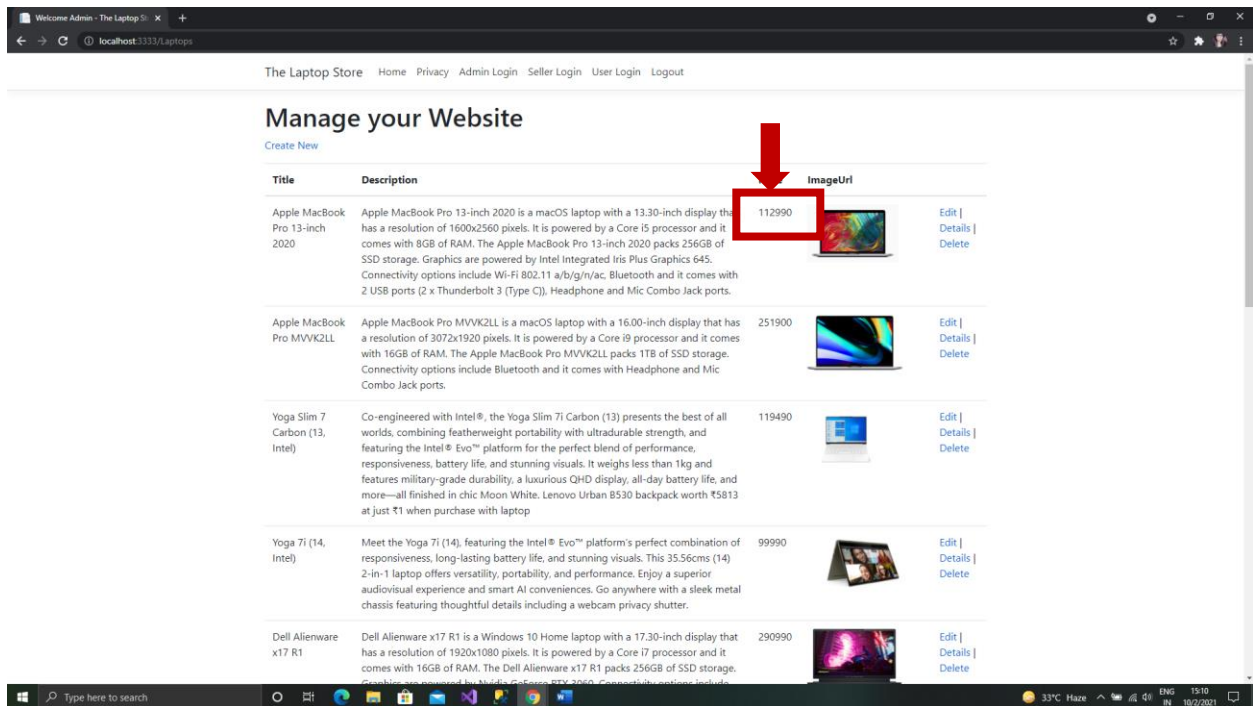 Welcome Admin - The Laptop St
localhost:3333/Laptops
The Laptop Store Home Privacy Admin Login Seller Login User Login Logout
Manage your Website
Create New
Title Description ImageUrl
Apple MacBook Pro 13-inch 2020
Apple MacBook Pro 13-inch 2020 is a macOS laptop with a 13.30-inch display tha
has a resolution of 1600x2560 pixels. It is powered by a Core i5 processor and it
comes with 8GB of RAM. The Apple MacBook Pro 13-inch 2020 packs 256GB of
SSD storage. Graphics are powered by Intel Integrated Iris Plus Graphics 645.
Connectivity options include Wi-Fi 802.11 a/b/g/n/ac, Bluetooth and it comes with
2 USB ports (2 x Thunderbolt 3 (Type C)), Headphone and Mic Combo Jack ports.
112990
Edit |
Details |
Delete
Apple MacBook
Pro MVVK2LL
Apple MacBook Pro MVVK2LL is a macOS laptop with a 16.00-inch display that has
a resolution of 3072x1920 pixels. It is powered by a Core i9 processor and it comes
with 16GB of RAM. The Apple MacBook Pro MVVK2LL packs 1TB of SSD storage.
Connectivity options include Bluetooth and it comes with Headphone and Mic
Combo Jack ports.
251900
Edit |
Details |
Delete
Yoga Slim 7
Carbon (13,
Intel)
Co-engineered with Intel®, the Yoga Slim 7i Carbon (13) presents the best of all
worlds, combining featherweight portability with ultradurable strength, and
featuring the Intel® Evo™ platform for the perfect blend of performance,
responsiveness, battery life, and stunning visuals. It weighs less than 1kg and
features military-grade durability, a luxurious QHD display, all-day battery life, and
more—all finished in chic Moon White. Lenovo Urban B530 backpack worth ₹5813
at just ₹1 when purchase with laptop
119490
Edit |
Details |
Delete
Yoga 7i (14,
Intel)
Meet the Yoga 7i (14), featuring the Intel® Evo™ platform's perfect combination of
responsiveness, long-lasting battery life, and stunning visuals. This 35.56cms (14)
2-in-1 laptop offers versatility, portability, and performance. Enjoy a superior
audiovisual experience and smart AI conveniences. Go anywhere with a sleek metal
chassis featuring thoughtful details including a webcam privacy shutter.
99990
Edit |
Details |
Delete
Dell Alienware
x17 R1
Dell Alienware x17 R1 is a Windows 10 Home laptop with a 17.30-inch display that
has a resolution of 1920x1080 pixels. It is powered by a Core i7 processor and it
comes with 16GB of RAM. The Dell Alienware x17 R1 packs 256GB of SSD storage.
Graphics are powered by Nvidia GeForce RTX 3060. Connectivity options include
290990
Edit |
Details |
Delete
Type here to search
33°C Haze
ENG
IN
15:10
10/2/2021